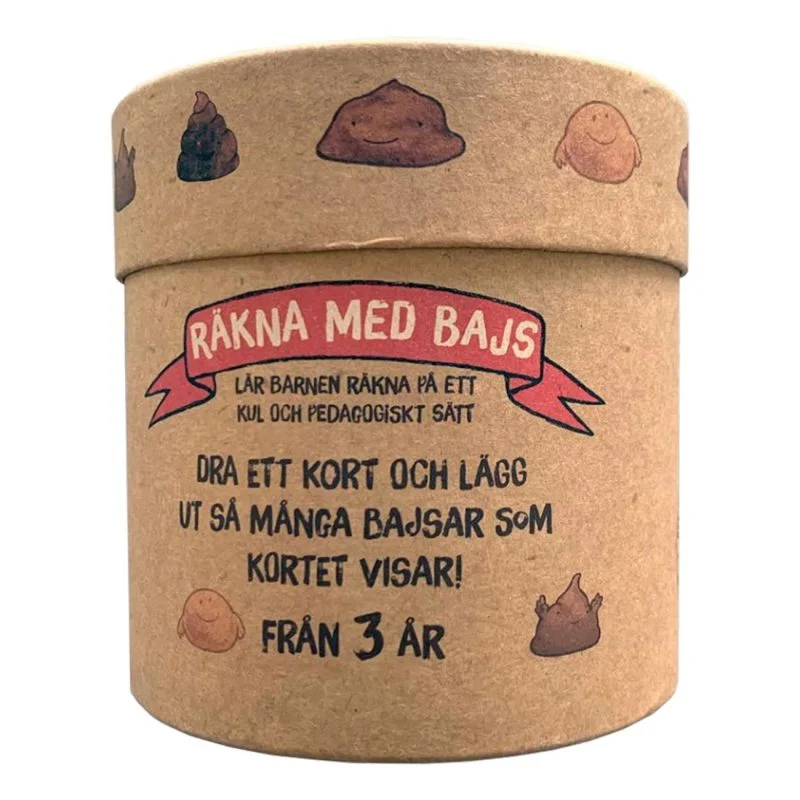 RÄKNA MED BAJS
LÄR BARNEN RÄKNA PÅ ETT
KUL OCH PEDAGOGISKT SÄTT
DRA ETT KORT OCH LÄGG
UT SÅ MÅNGA BAJSAR SOM
KORTET VISAR!
FRÅN 3 ÅR